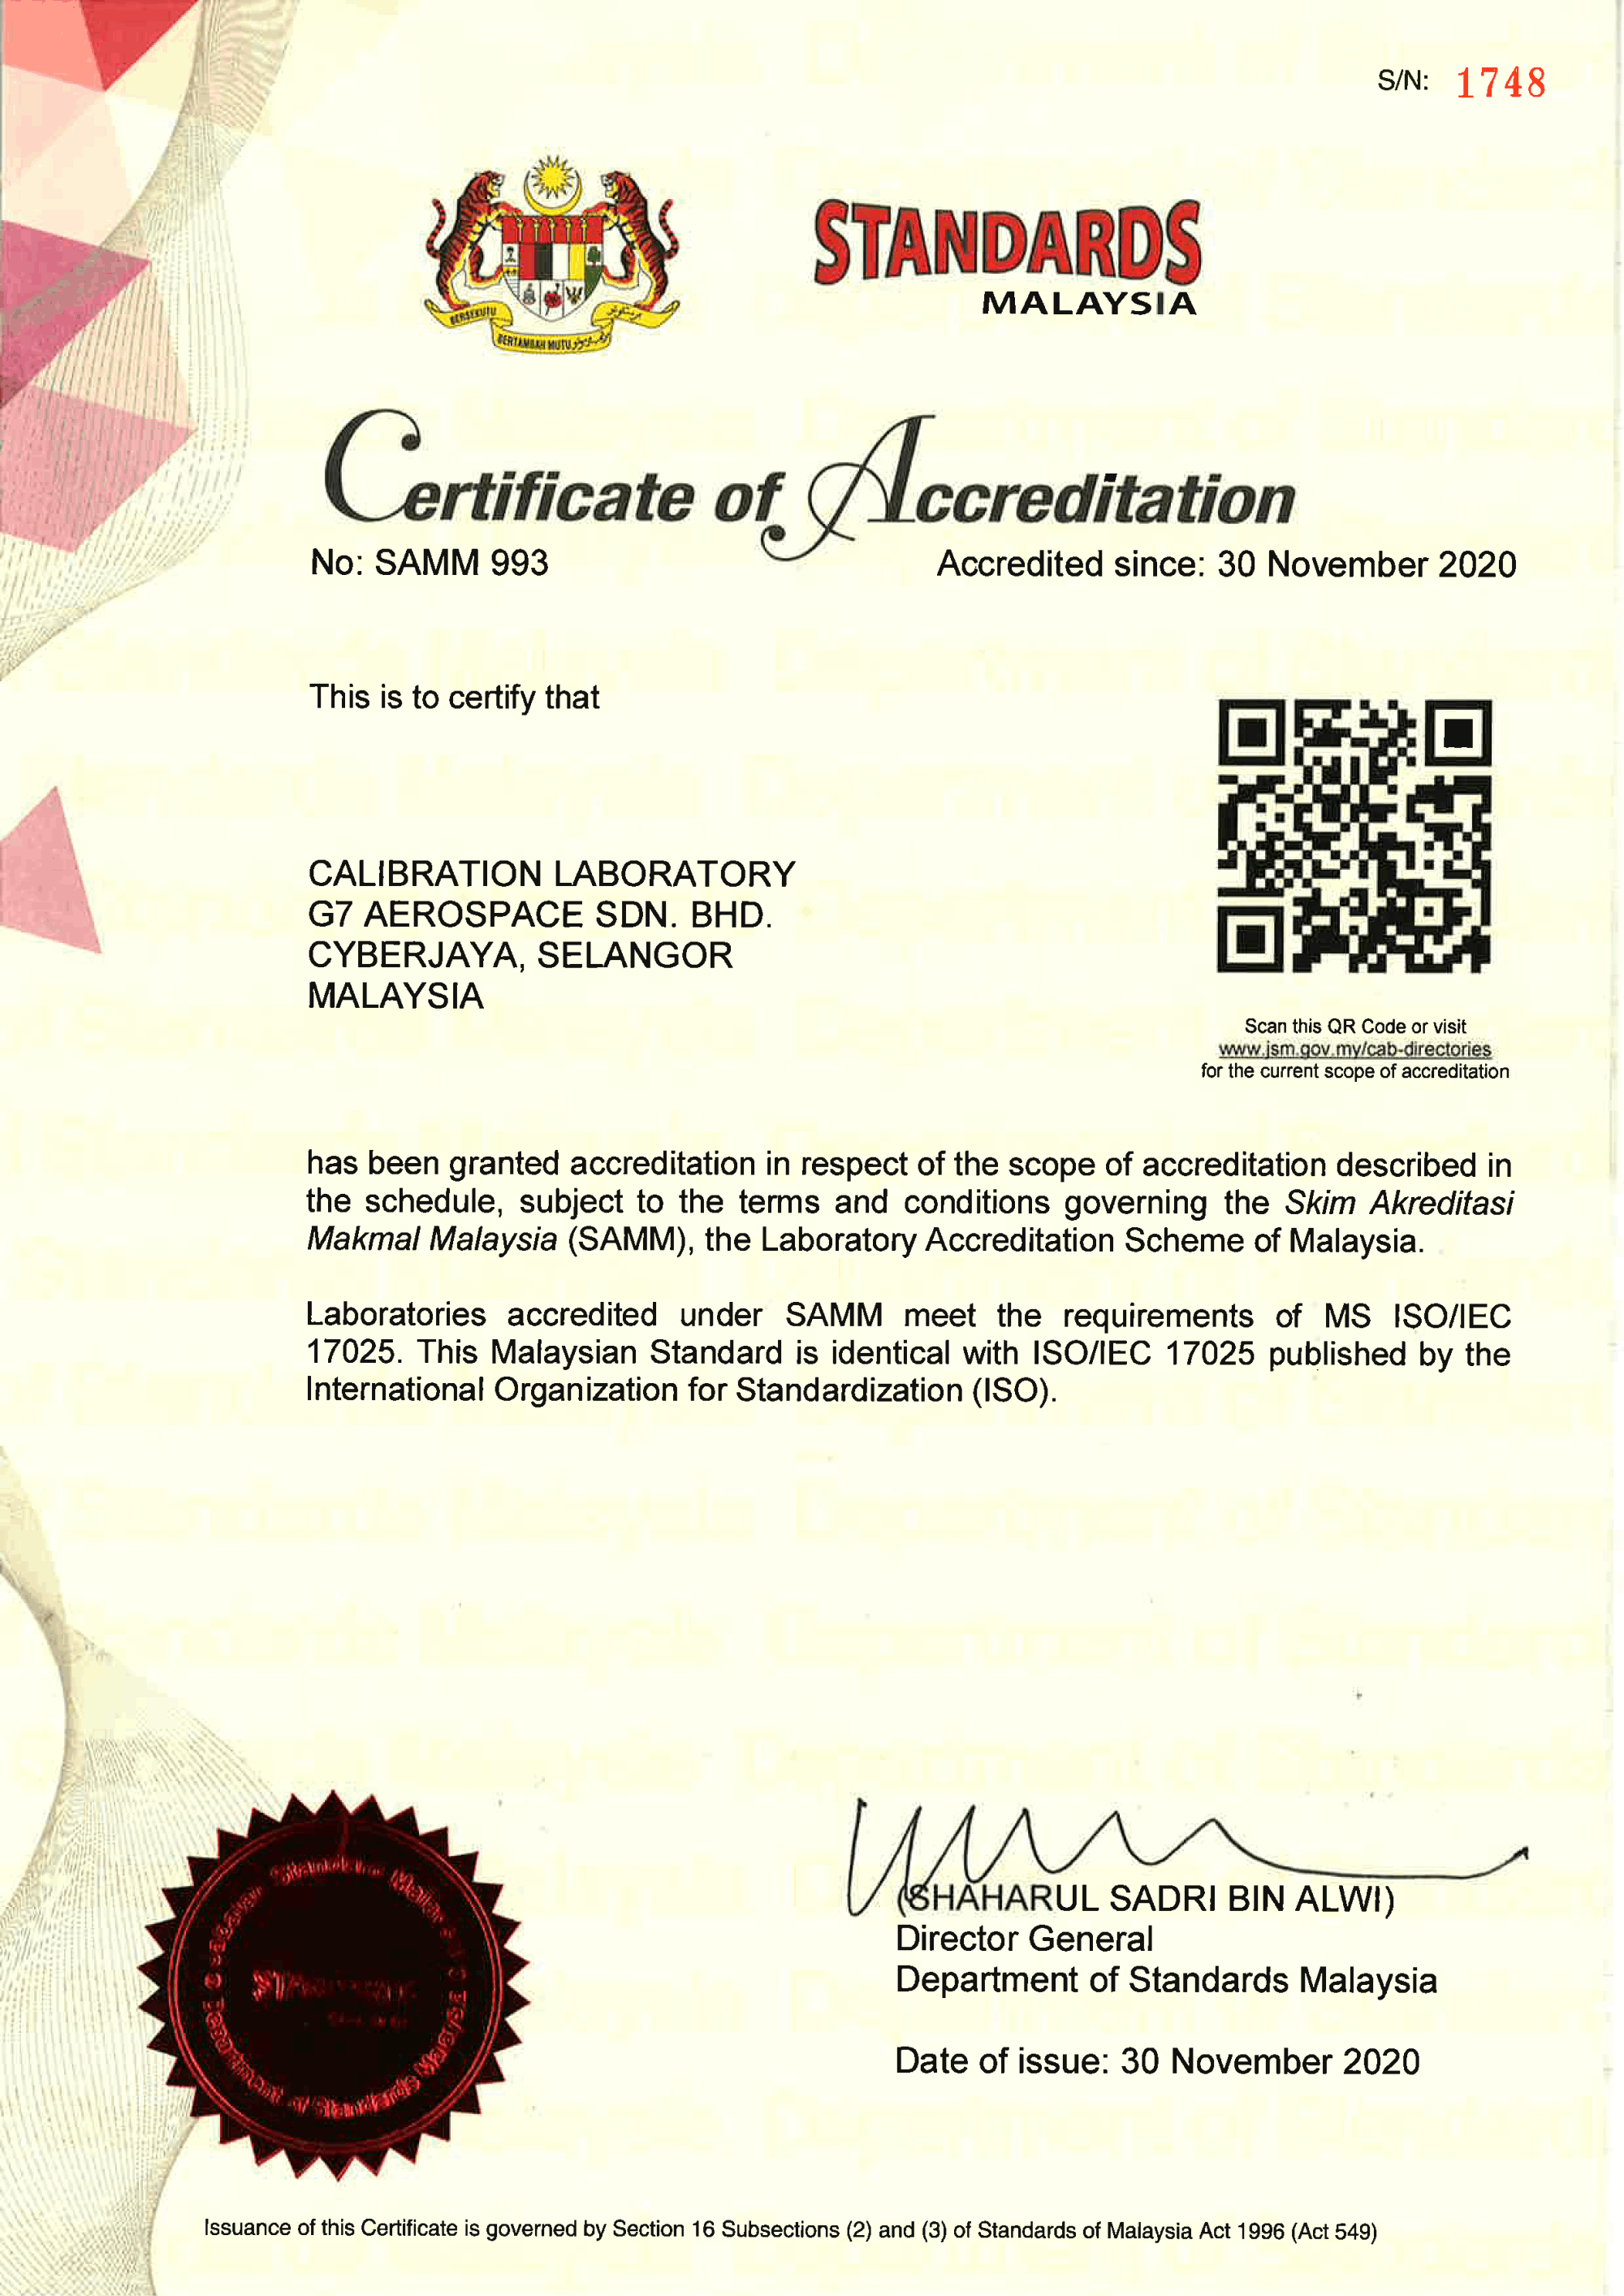 S/N: 1748
BERSEKUTU
BERTAMBAH MUTU
STANDARDS
MALAYSIA
Certificate of Accreditation
No: SAMM 993
Accredited since: 30 November 2020
This is to certify that
CALIBRATION LABORATORY
G7 AEROSPACE SDN. BHD.
CYBERJAYA, SELANGOR
MALAYSIA
Scan this QR Code or visit
www.jsm.gov.my/cab-directories
for the current scope of accreditation
has been granted accreditation in respect of the scope of accreditation described in
the schedule, subject to the terms and conditions governing the Skim Akreditasi
Makmal Malaysia (SAMM), the Laboratory Accreditation Scheme of Malaysia.
Laboratories accredited under SAMM meet the requirements of MS ISO/IEC
17025. This Malaysian Standard is identical with ISO/IEC 17025 published by the
International Organization for Standardization (ISO).
(SHAHARUL SADRI BIN ALWI)
Director General
Department of Standards Malaysia
Date of issue: 30 November 2020
Department of Standards Malaysia
Issuance of this Certificate is governed by Section 16 Subsections (2) and (3) of Standards of Malaysia Act 1996 (Act 549)